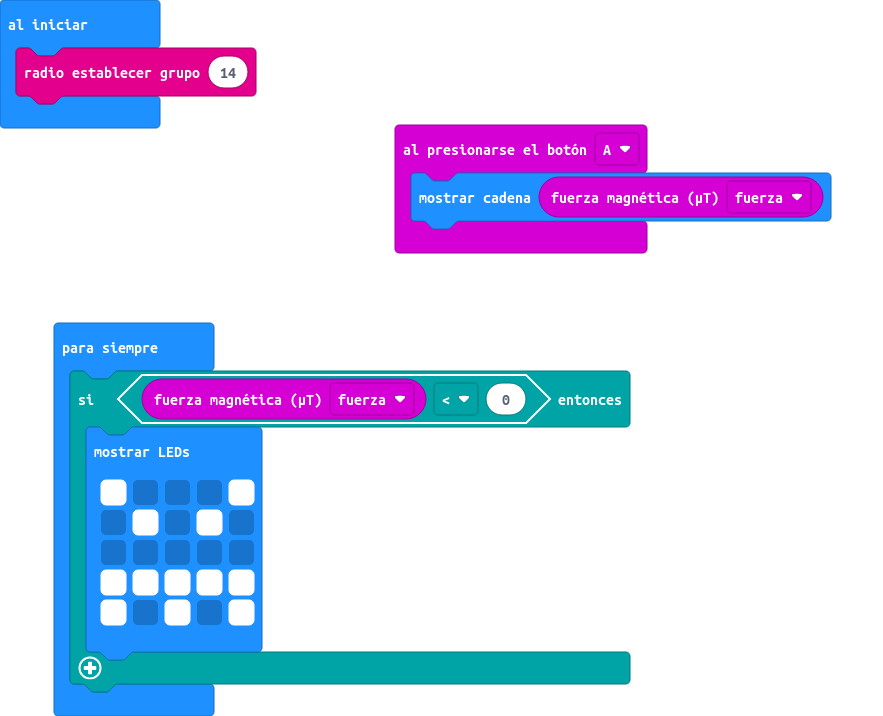 al iniciar
radio establecer grupo 14
al presionarse el botón A
mostrar cadena fuerza magnética (µT) fuerza
para siempre
si fuerza magnética (µT) fuerza < 0 entonces
mostrar LEDs